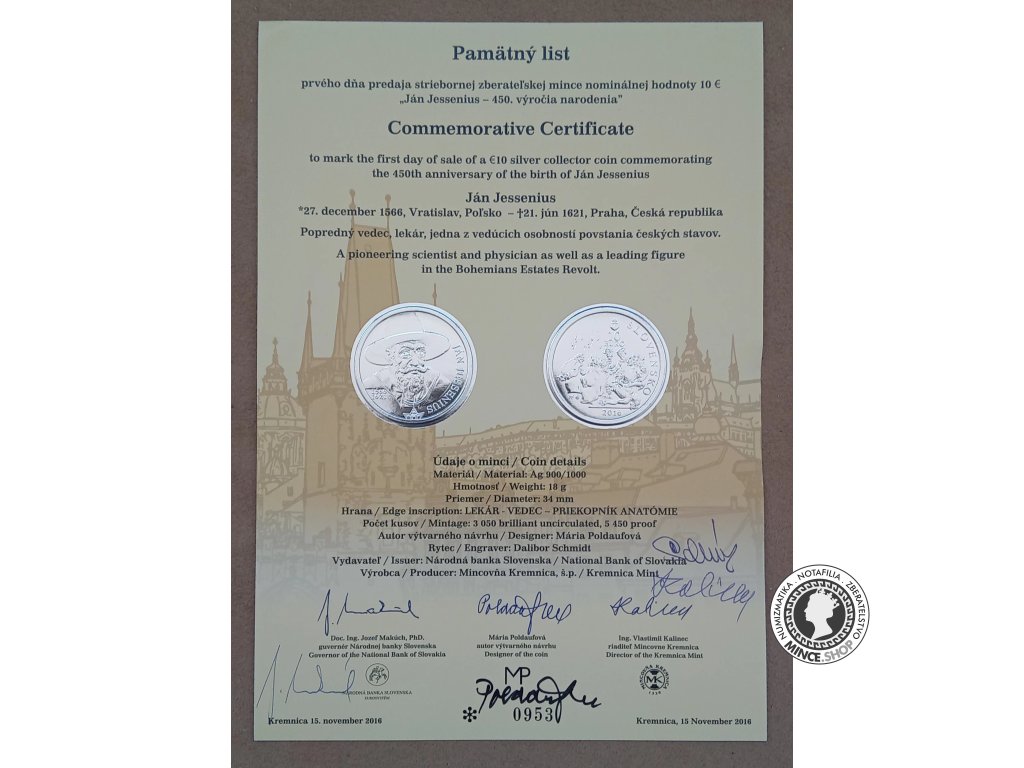 Pamätný list
prvého dňa predaja striebornej zberateľskej mince nominálnej hodnoty 10 €
„Ján Jessenius – 450. výročia narodenia”
Commemorative Certificate
to mark the first day of sale of a €10 silver collector coin commemorating
the 450th anniversary of the birth of Ján Jessenius
Ján Jessenius
*27. december 1566, Vratislav, Poľsko – †21. jún 1621, Praha, Česká republika
Popredný vedec, lekár, jedna z vedúcich osobností povstania českých stavov.
A pioneering scientist and physician as well as a leading figure
in the Bohemians Estates Revolt.
JÁN JESSENIUS
SLOVENSKO
2016
Údaje o minci / Coin details
Materiál / Material: Ag 900/1000
Hmotnosť / Weight: 18 g
Priemer / Diameter: 34 mm
Hrana / Edge inscription: LEKÁR - VEDEC – PRIEKOPNÍK ANATÓMIE
Počet kusov / Mintage: 3 050 brilliant uncirculated, 5 450 proof
Autor výtvarného návrhu / Designer: Mária Poldaufová
Rytec / Engraver: Dalibor Schmidt
Vydavateľ / Issuer: Národná banka Slovenska / National Bank of Slovakia
Výrobca / Producer: Mincovňa Kremnica, š.p. / Kremnica Mint
Kalinec
Poldaufová Kalinec
Doc. Ing. Jozef Makúch, PhD.
guvernér Národnej banky Slovenska
Governor of the National Bank of Slovakia
Mária Poldaufová
autor výtvarného návrhu
Designer of the coin
Ing. Vlastimil Kalinec
riaditeľ Mincovne Kremnica
Director of the Kremnica Mint
NÁRODNÁ BANKA SLOVENSKA
EUROSYSTÉM
MP
MINCOVŇA KREMNICA
MK
1328
* 0953
Kremnica 15. november 2016
Kremnica, 15 November 2016
NUMIZMATIKA . NOTAFILIA . ZBERATELSTVO
MINCE.SHOP